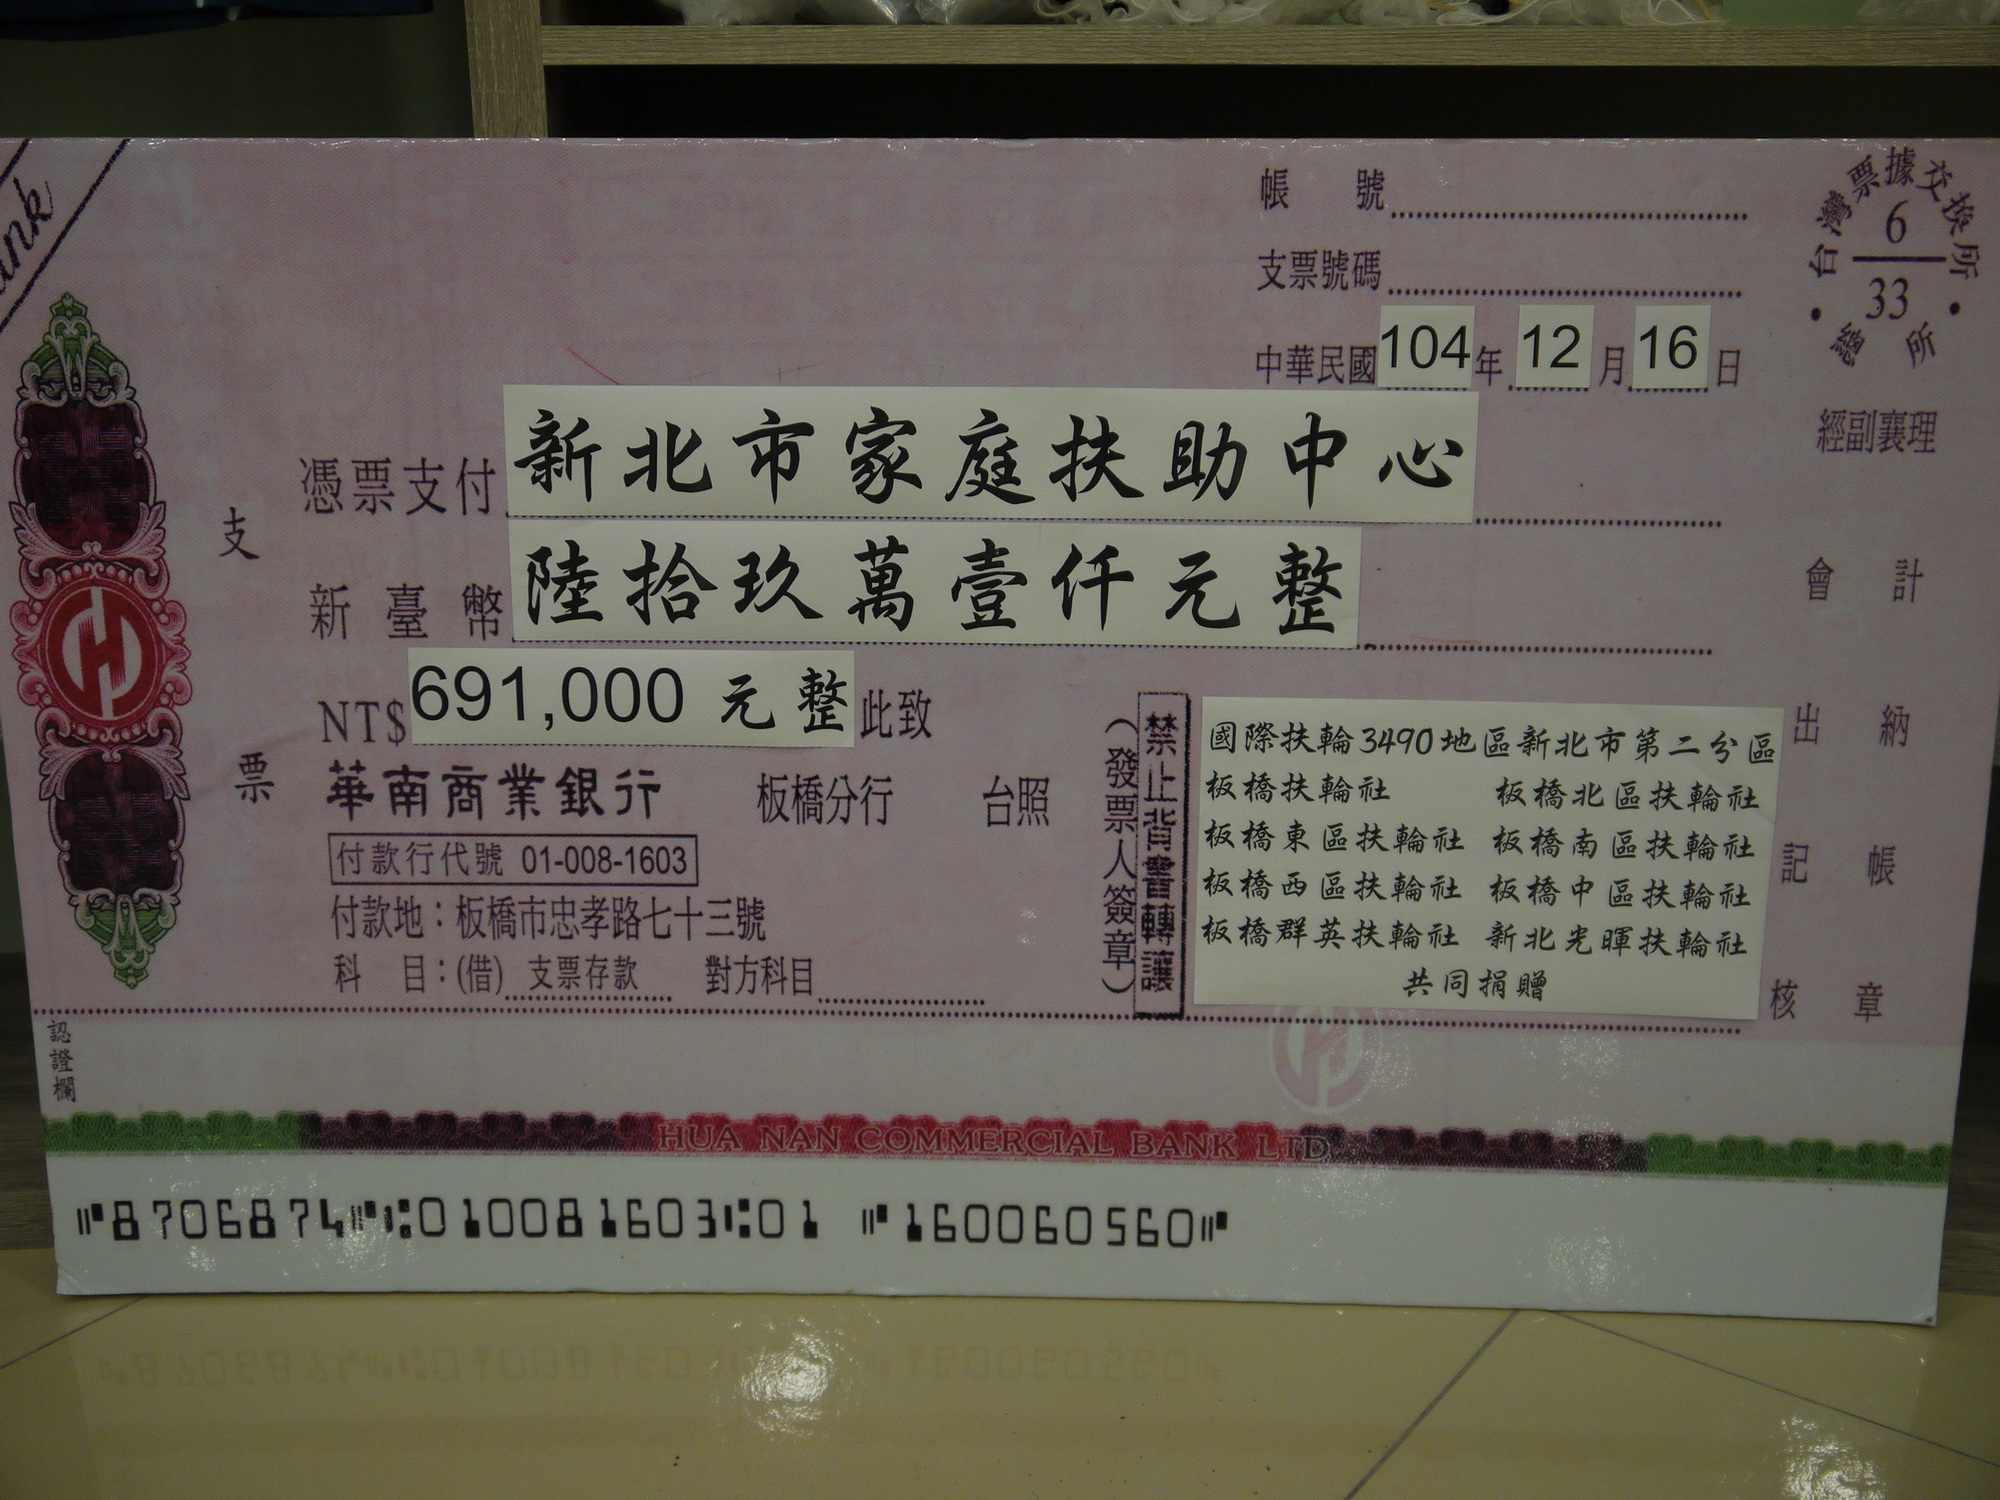 ank
帳 號
支票號碼
中華民國 104 年 12 月 16 日
台灣票據交換所
6
33
總 所
經副襄理
支
票
憑票支付 新北市家庭扶助中心
新臺幣 陸拾玖萬壹仟元整
會 計
NT$ 691,000 元整 此致
華南商業銀行 板橋分行 台照
付款行代號 01-008-1603
付款地：板橋市忠孝路七十三號
科 目：(借) 支票存款 對方科目
(發票人簽章)
禁止背書轉讓
國際扶輪3490地區新北市第二分區
板橋扶輪社 板橋北區扶輪社
板橋東區扶輪社 板橋南區扶輪社
板橋西區扶輪社 板橋中區扶輪社
板橋群英扶輪社 新北光暉扶輪社
共同捐贈
出 納
記 帳
核 章
認證欄
HUA NAN COMMERCIAL BANK LTD
⑈8706874⑈⑆010081603⑆01 ⑈160060560⑈